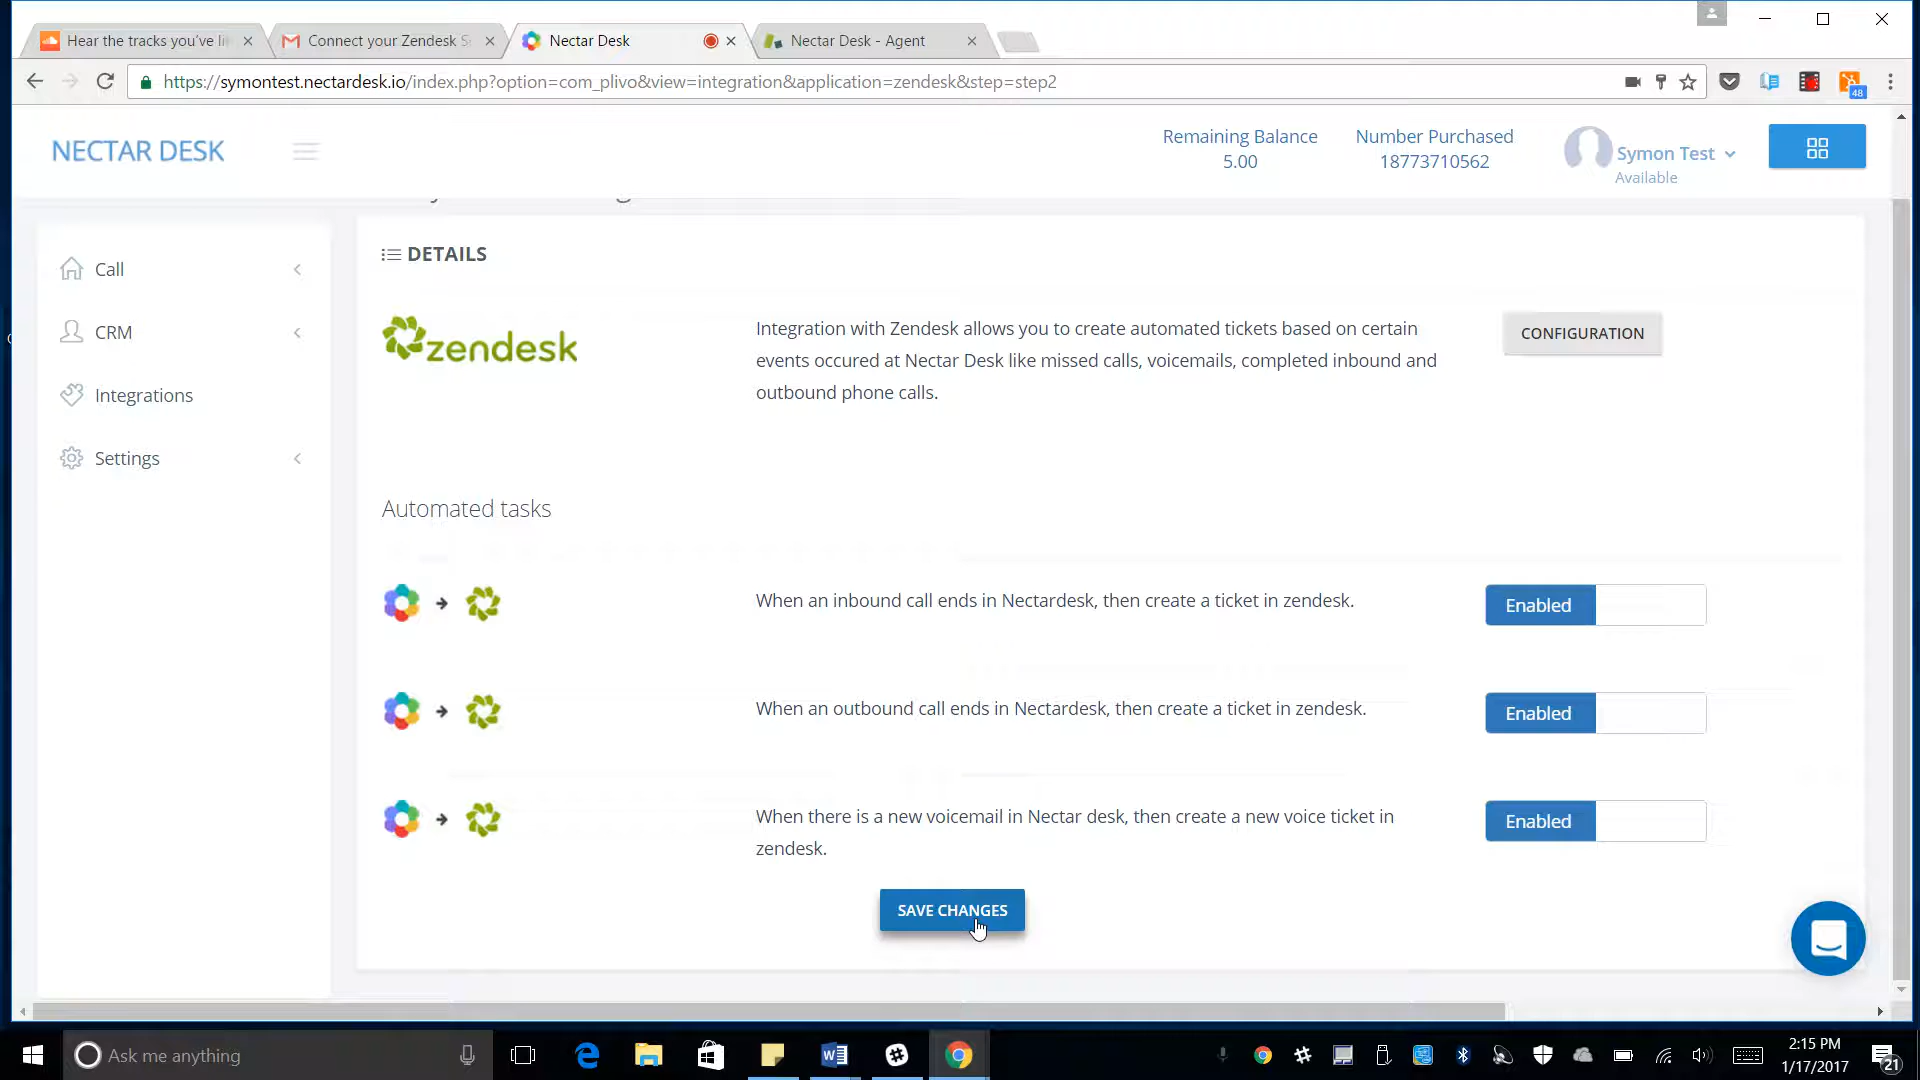 Hear the tracks you've li
Connect your Zendesk S
Nectar Desk
Nectar Desk - Agent
https://symontest.nectardesk.io/index.php?option=com_plivo&view=integration&application=zendesk&step=step2
48
NECTAR DESK
Remaining Balance
5.00
Number Purchased
18773710562
Symon Test
Available
Call
CRM
Integrations
Settings
DETAILS
zendesk
Integration with Zendesk allows you to create automated tickets based on certain
events occured at Nectar Desk like missed calls, voicemails, completed inbound and
outbound phone calls.
CONFIGURATION
Automated tasks
When an inbound call ends in Nectardesk, then create a ticket in zendesk.
Enabled
When an outbound call ends in Nectardesk, then create a ticket in zendesk.
Enabled
When there is a new voicemail in Nectar desk, then create a new voice ticket in
zendesk.
Enabled
SAVE CHANGES
Ask me anything
2:15 PM
1/17/2017
21